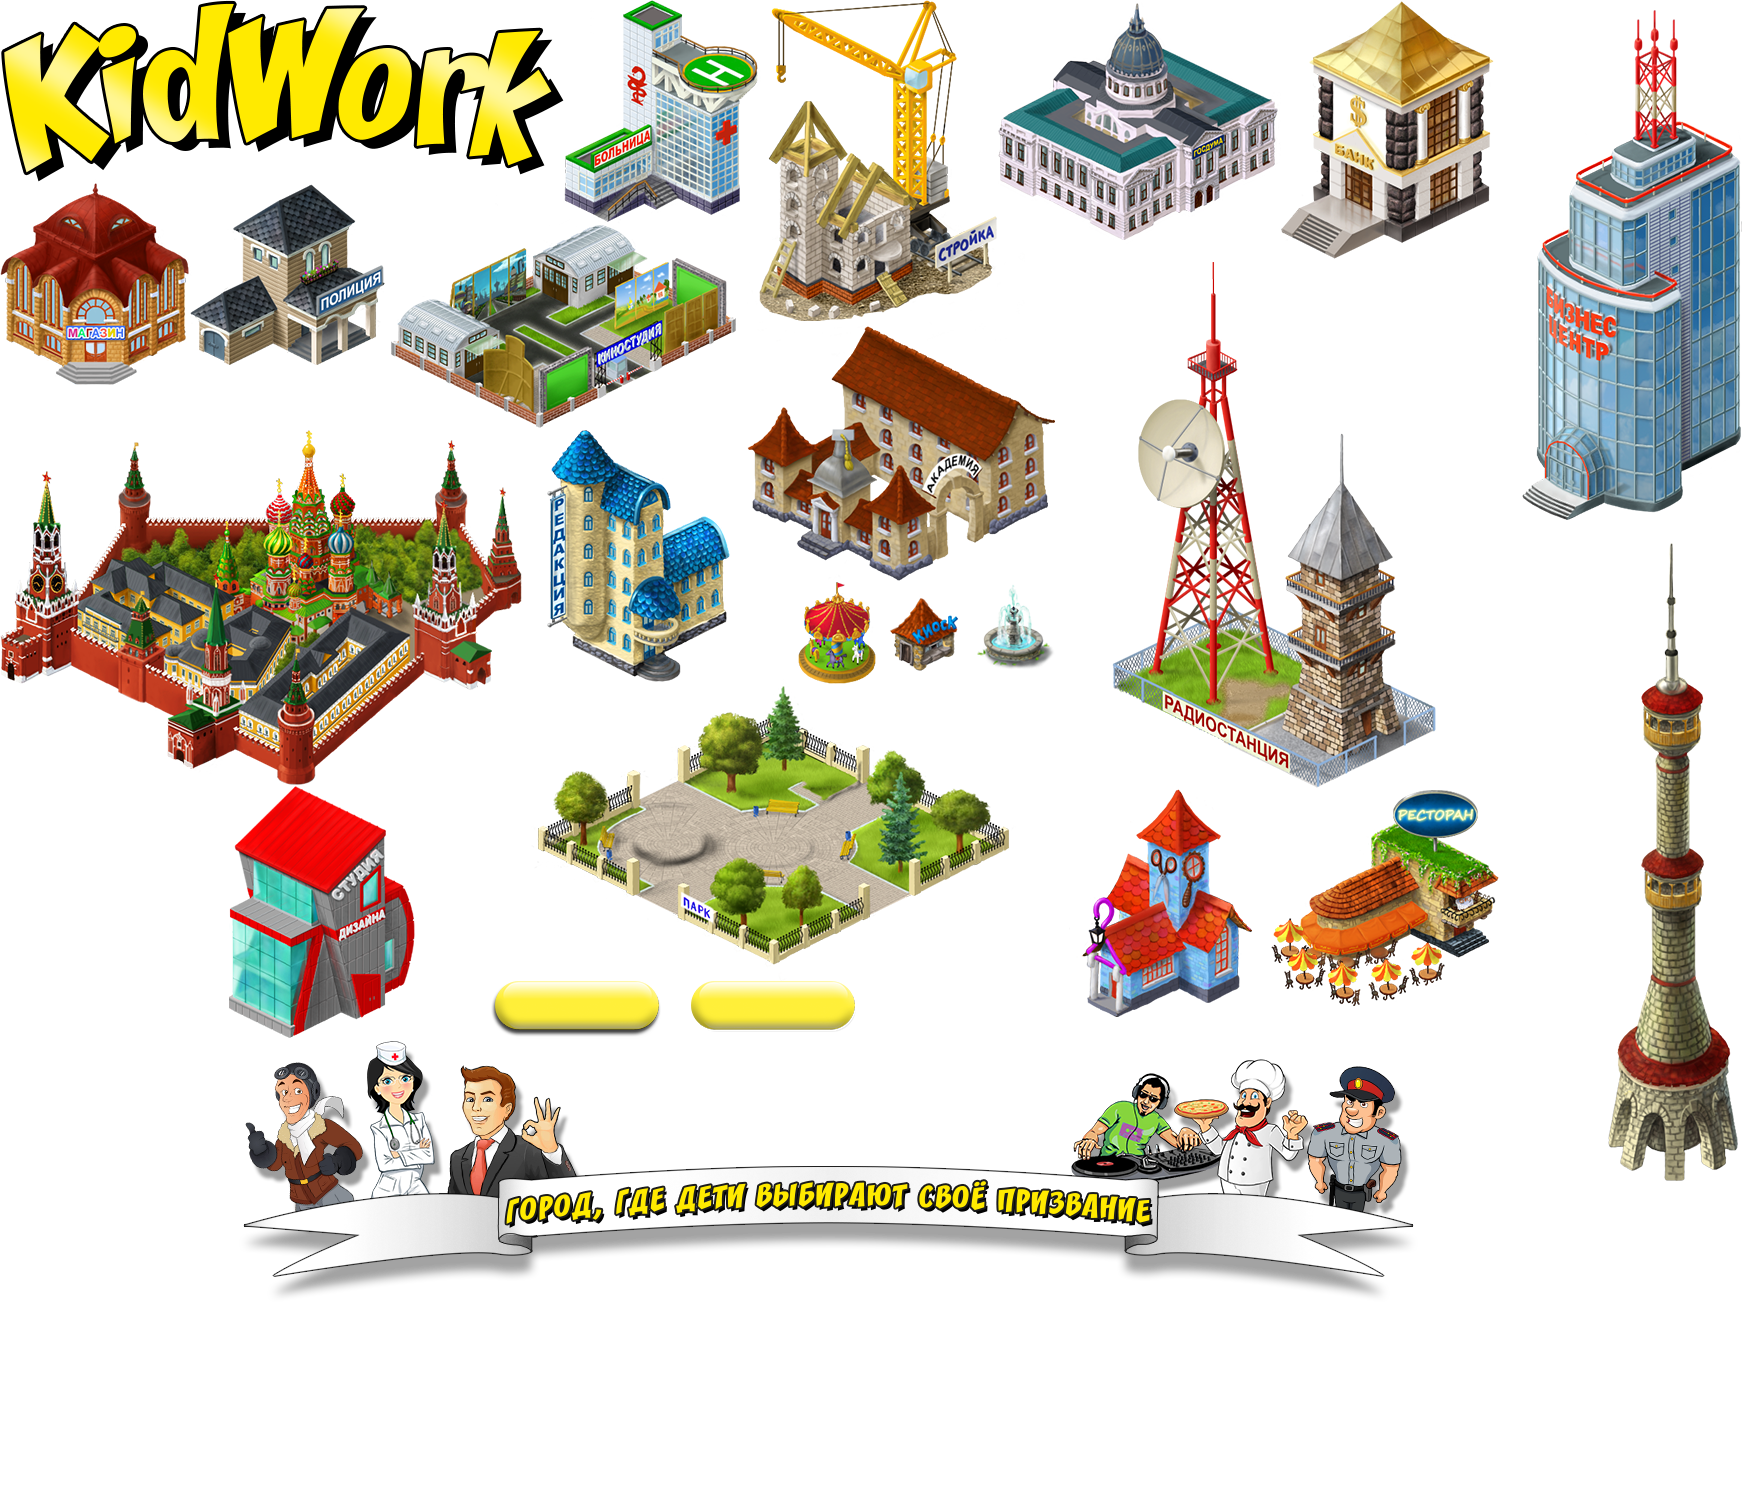 KidWork
БОЛЬНИЦА
ГОСДУМА
$
БАНК
СТРОЙКА
МАГАЗИН
ПОЛИЦИЯ
КИНОСТУДИЯ
БИЗНЕС
ЦЕНТР
РЕДАКЦИЯ
АКАДЕМИЯ
КИОСК
РАДИОСТАНЦИЯ
СТУДИЯ
ДИЗАЙНА
ПАРК
РЕСТОРАН
ГОРОД, ГДЕ ДЕТИ ВЫБИРАЮТ СВОЁ ПРИЗВАНИЕ
H